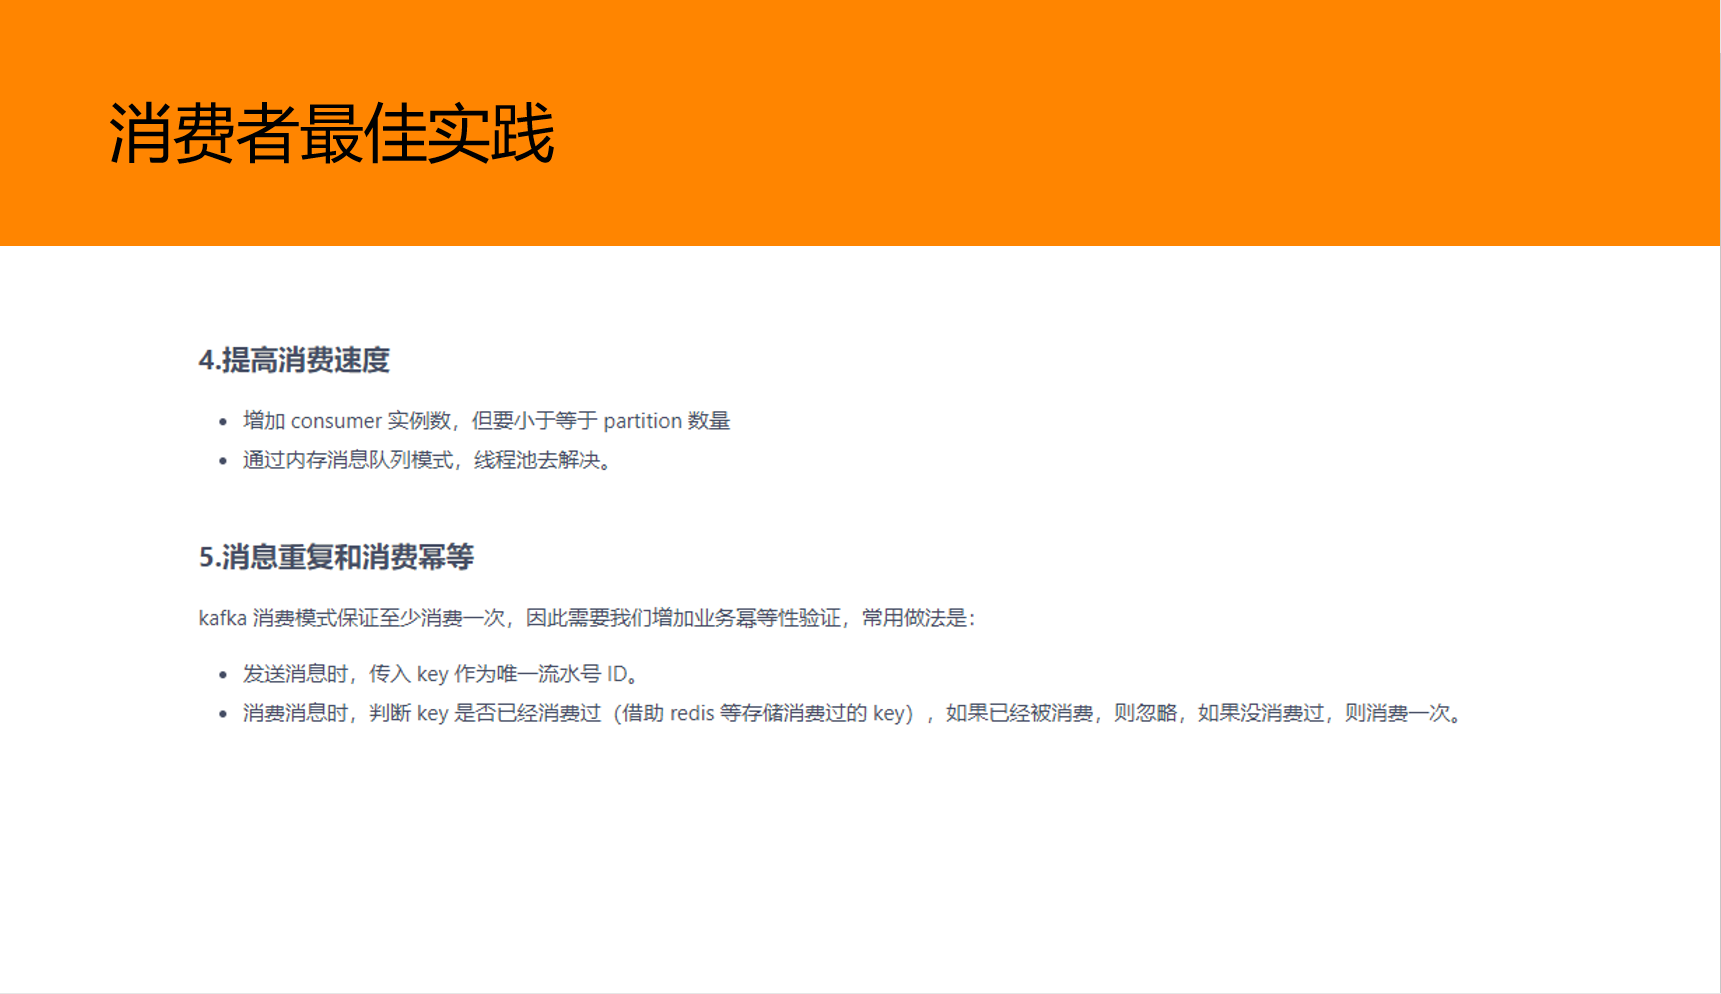 消费者最佳实践
4.提高消费速度
• 增加 consumer 实例数，但要小于等于 partition 数量
• 通过内存消息队列模式，线程池去解决。
5.消息重复和消费幂等
kafka 消费模式保证至少消费一次，因此需要我们增加业务幂等性验证，常用做法是：
• 发送消息时，传入 key 作为唯一流水号 ID。
• 消费消息时，判断 key 是否已经消费过（借助 redis 等存储消费过的 key），如果已经被消费，则忽略，如果没消费过，则消费一次。